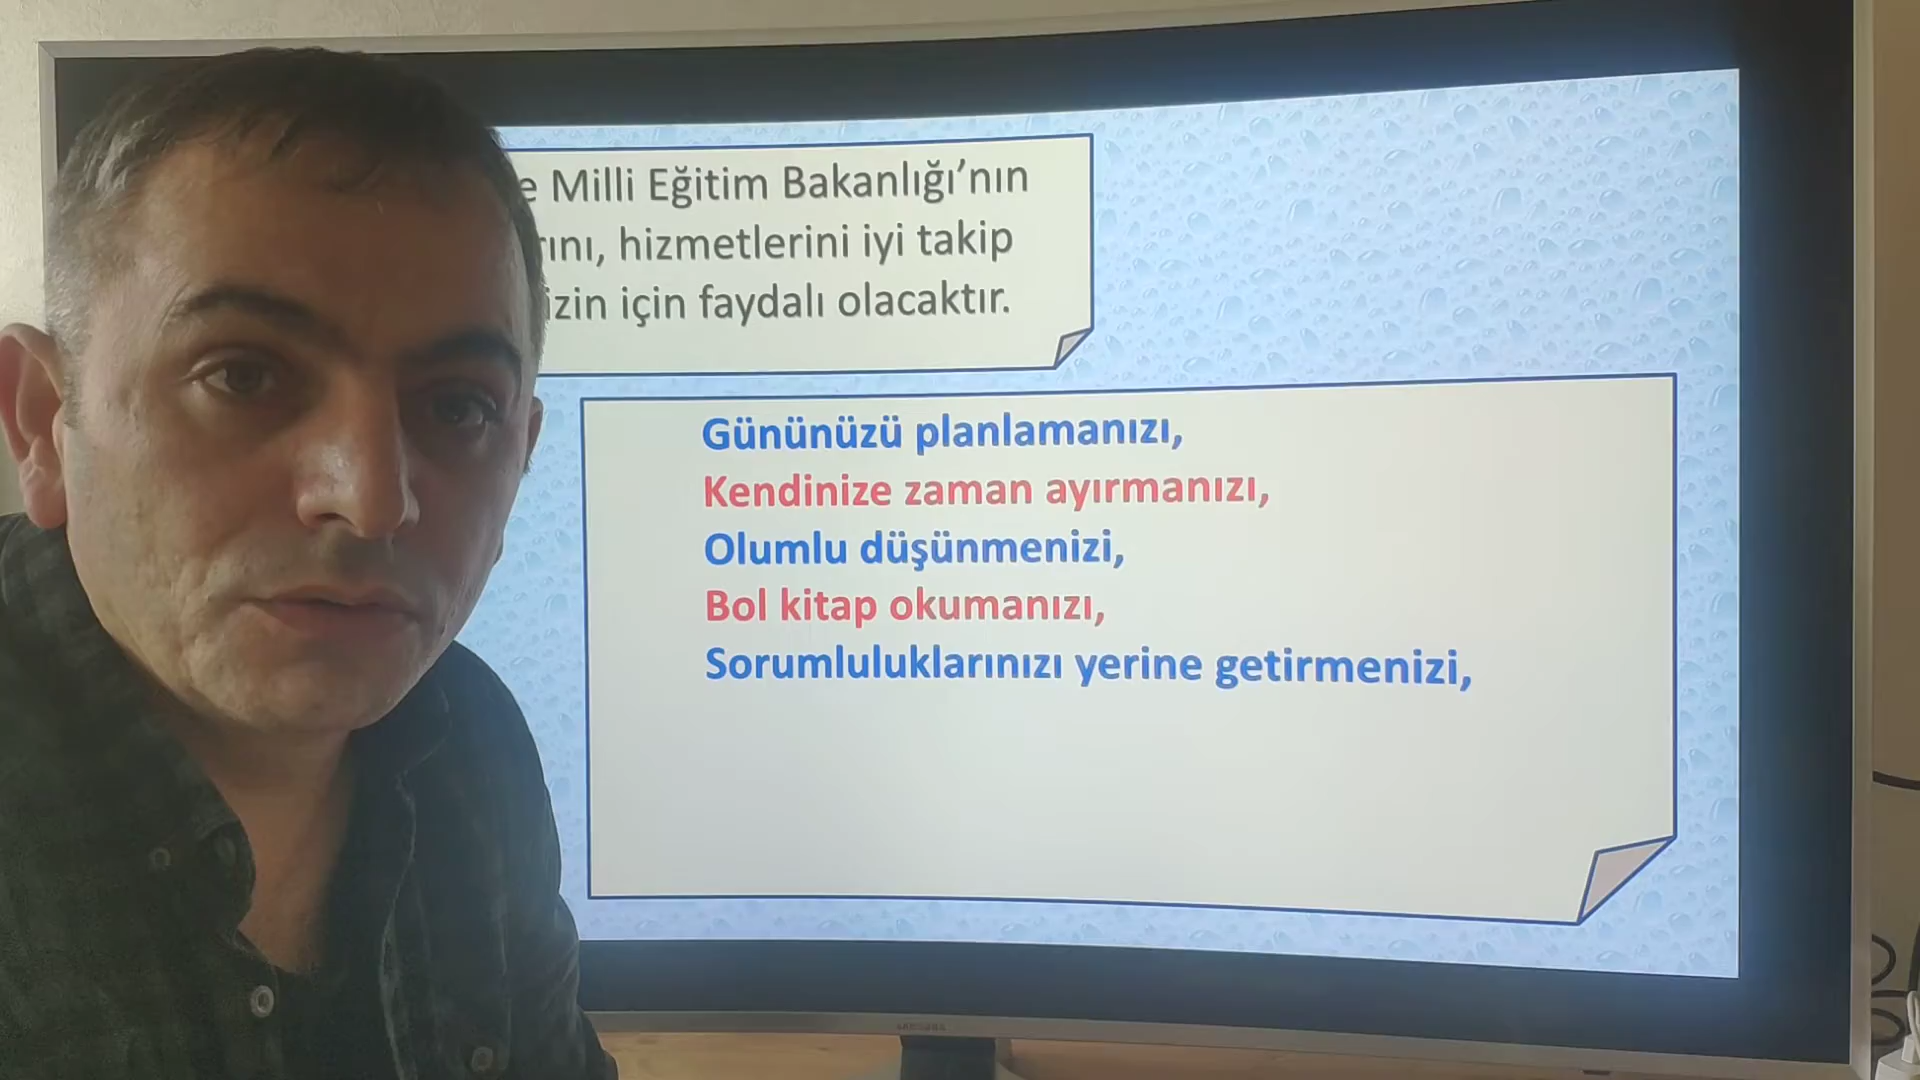 Milli Eğitim Bakanlığı’nın
hizmetlerini iyi takip
için faydalı olacaktır.
Gününüzü planlamanızı,
Kendinize zaman ayırmanızı,
Olumlu düşünmenizi,
Bol kitap okumanızı,
Sorumluluklarınızı yerine getirmenizi,
SAMSUNG